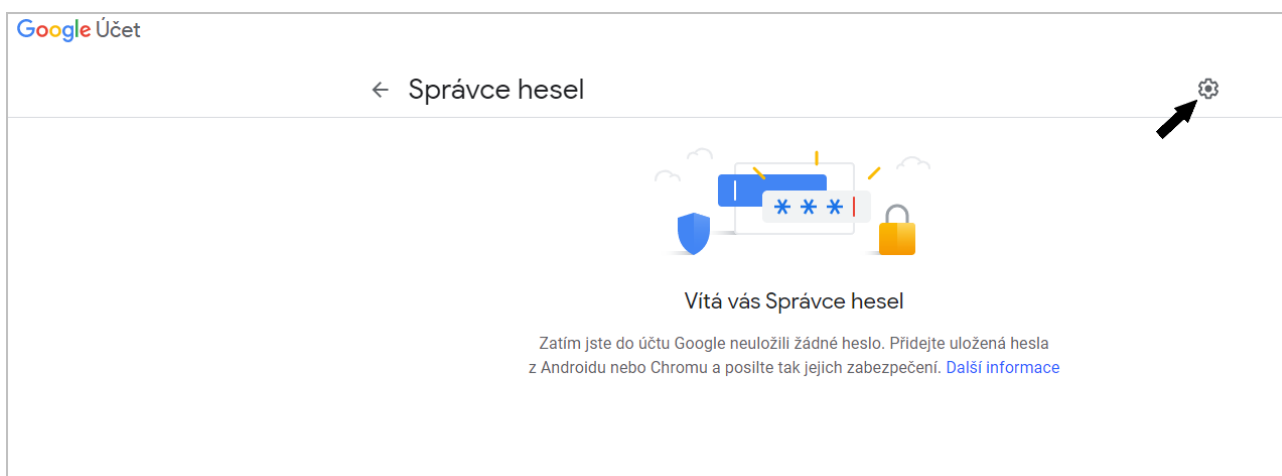 Google Účet
Správce hesel
* * *
Vítá vás Správce hesel
Zatím jste do účtu Google neuložili žádné heslo. Přidejte uložená hesla
z Androidu nebo Chromu a posilte tak jejich zabezpečení. Další informace